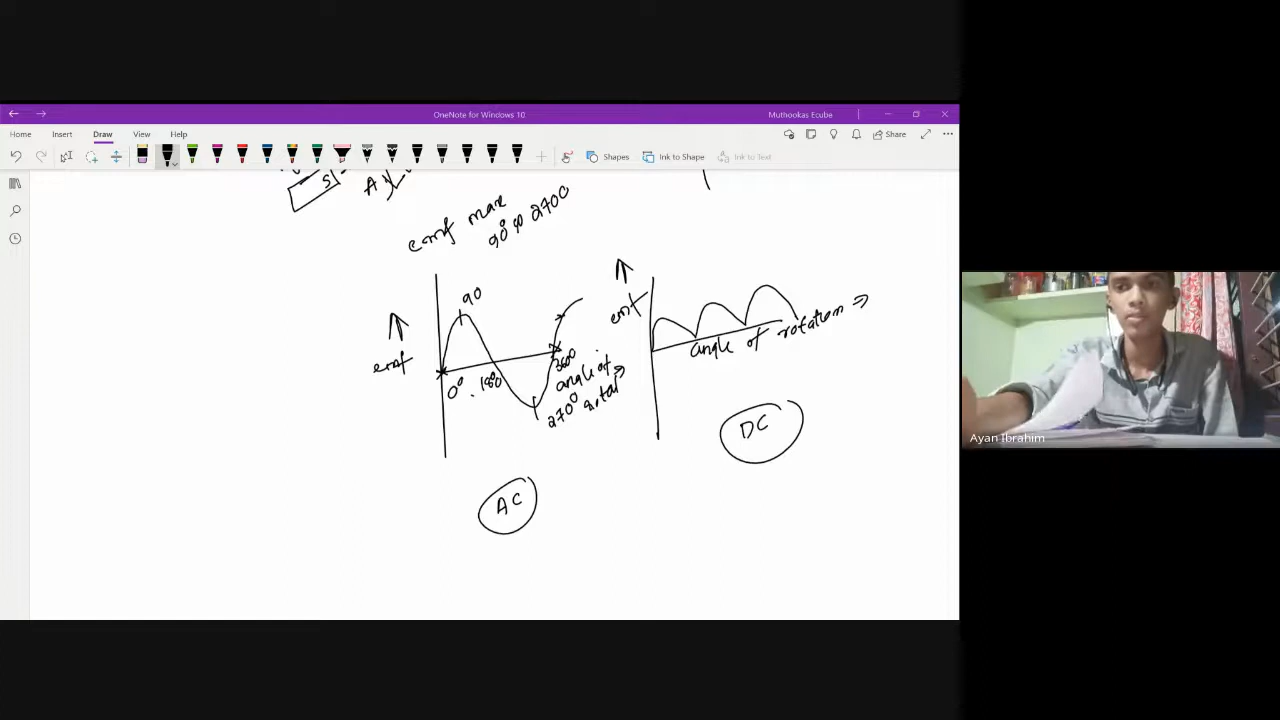 OneNote for Windows 10
Muthookas Ecube
Home Insert Draw View Help
Share
Shapes
Ink to Shape
Ink to Text
S
A
emf max
90° & 270°
90
emf
0° 180
360
angle of
270°
emf
angle of rotation
AC
DC
Ayan Ibrahim